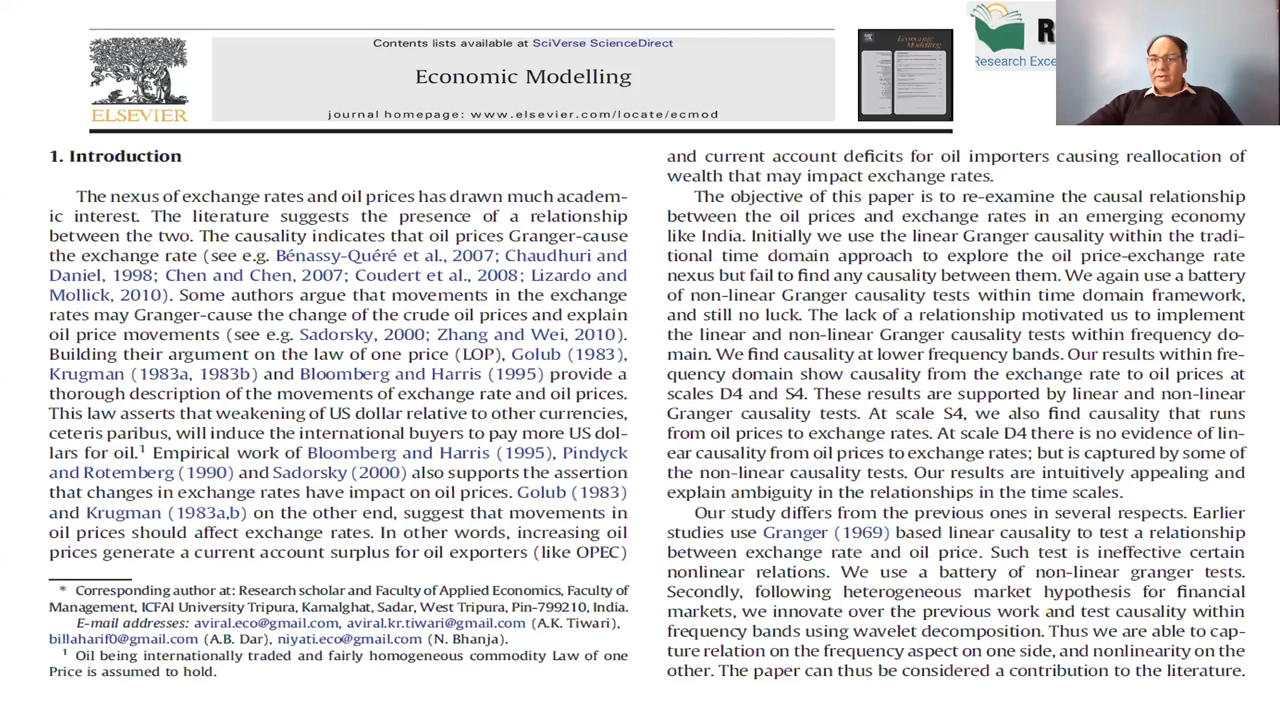 Contents lists available at SciVerse ScienceDirect
Economic Modelling
journal homepage: www.elsevier.com/locate/ecmod
ELSEVIER
Economic Modelling
R
Research Exce
1. Introduction
The nexus of exchange rates and oil prices has drawn much academ-
ic interest. The literature suggests the presence of a relationship
between the two. The causality indicates that oil prices Granger-cause
the exchange rate (see e.g. Bénassy-Quéré et al., 2007; Chaudhuri and
Daniel, 1998; Chen and Chen, 2007; Coudert et al., 2008; Lizardo and
Mollick, 2010). Some authors argue that movements in the exchange
rates may Granger-cause the change of the crude oil prices and explain
oil price movements (see e.g. Sadorsky, 2000; Zhang and Wei, 2010).
Building their argument on the law of one price (LOP), Golub (1983),
Krugman (1983a, 1983b) and Bloomberg and Harris (1995) provide a
thorough description of the movements of exchange rate and oil prices.
This law asserts that weakening of US dollar relative to other currencies,
ceteris paribus, will induce the international buyers to pay more US dol-
lars for oil.¹ Empirical work of Bloomberg and Harris (1995), Pindyck
and Rotemberg (1990) and Sadorsky (2000) also supports the assertion
that changes in exchange rates have impact on oil prices. Golub (1983)
and Krugman (1983a,b) on the other end, suggest that movements in
oil prices should affect exchange rates. In other words, increasing oil
prices generate a current account surplus for oil exporters (like OPEC)
* Corresponding author at: Research scholar and Faculty of Applied Economics, Faculty of
Management, ICFAI University Tripura, Kamalghat, Sadar, West Tripura, Pin-799210, India.
E-mail addresses: aviral.eco@gmail.com, aviral.kr.tiwari@gmail.com (A.K. Tiwari),
billaharif0@gmail.com (A.B. Dar), niyati.eco@gmail.com (N. Bhanja).
¹ Oil being internationally traded and fairly homogeneous commodity Law of one
Price is assumed to hold.
and current account deficits for oil importers causing reallocation of
wealth that may impact exchange rates.
The objective of this paper is to re-examine the causal relationship
between the oil prices and exchange rates in an emerging economy
like India. Initially we use the linear Granger causality within the tradi-
tional time domain approach to explore the oil price-exchange rate
nexus but fail to find any causality between them. We again use a battery
of non-linear Granger causality tests within time domain framework,
and still no luck. The lack of a relationship motivated us to implement
the linear and non-linear Granger causality tests within frequency do-
main. We find causality at lower frequency bands. Our results within fre-
quency domain show causality from the exchange rate to oil prices at
scales D4 and S4. These results are supported by linear and non-linear
Granger causality tests. At scale S4, we also find causality that runs
from oil prices to exchange rates. At scale D4 there is no evidence of lin-
ear causality from oil prices to exchange rates; but is captured by some of
the non-linear causality tests. Our results are intuitively appealing and
explain ambiguity in the relationships in the time scales.
Our study differs from the previous ones in several respects. Earlier
studies use Granger (1969) based linear causality to test a relationship
between exchange rate and oil price. Such test is ineffective certain
nonlinear relations. We use a battery of non-linear granger tests.
Secondly, following heterogeneous market hypothesis for financial
markets, we innovate over the previous work and test causality within
frequency bands using wavelet decomposition. Thus we are able to cap-
ture relation on the frequency aspect on one side, and nonlinearity on the
other. The paper can thus be considered a contribution to the literature.